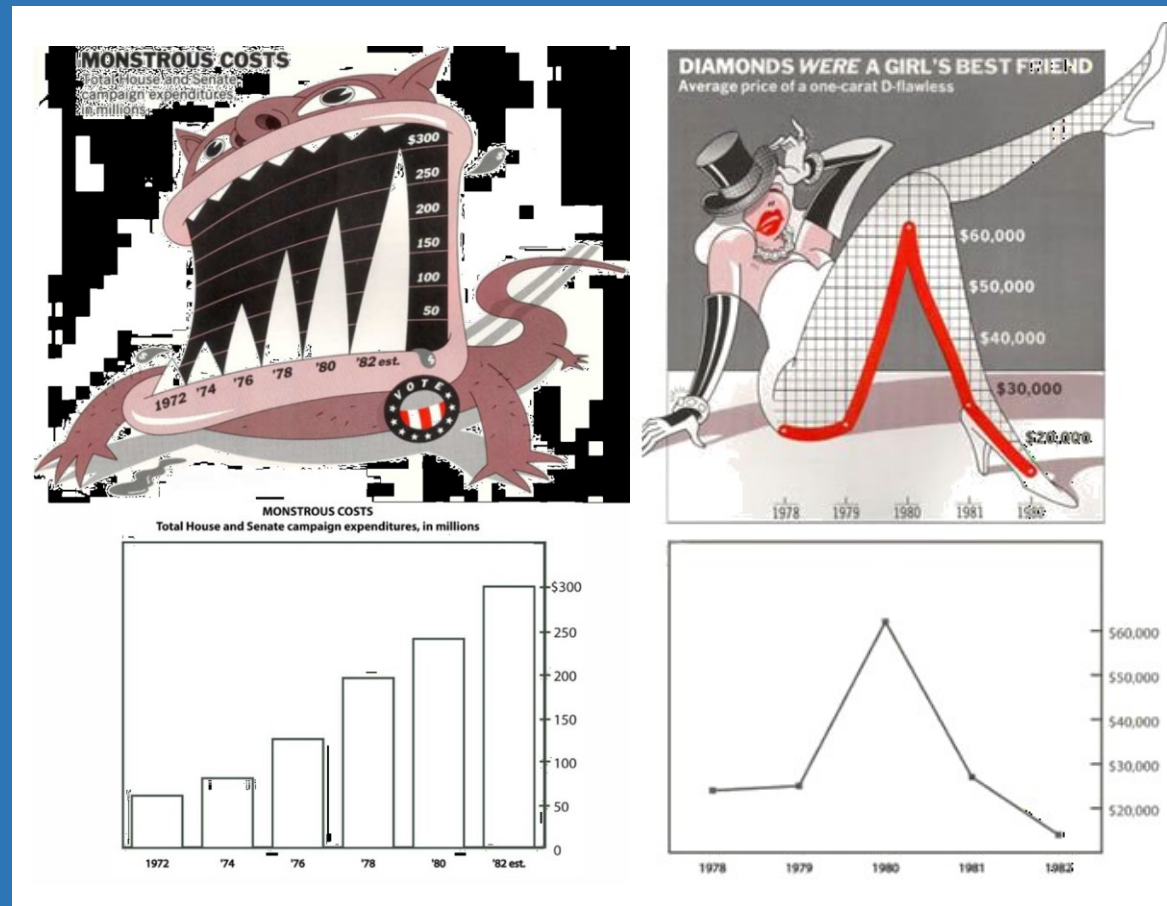 MONSTROUS COSTS
Total House and Senate
campaign expenditures,
in millions
$300
250
200
150
100
50
1972 '74 '76 '78 '80 '82 est.
VOTE
DIAMONDS WERE A GIRL'S BEST FRIEND
Average price of a one-carat D-flawless
$60,000
$50,000
$40,000
$30,000
$20,000
1978 1979 1980 1981
MONSTROUS COSTS
Total House and Senate campaign expenditures, in millions
$300
250
200
150
100
50
0
1972 '74 '76 '78 '80 '82 est.
$60,000
$50,000
$40,000
$30,000
$20,000
1978 1979 1980 1981 1982